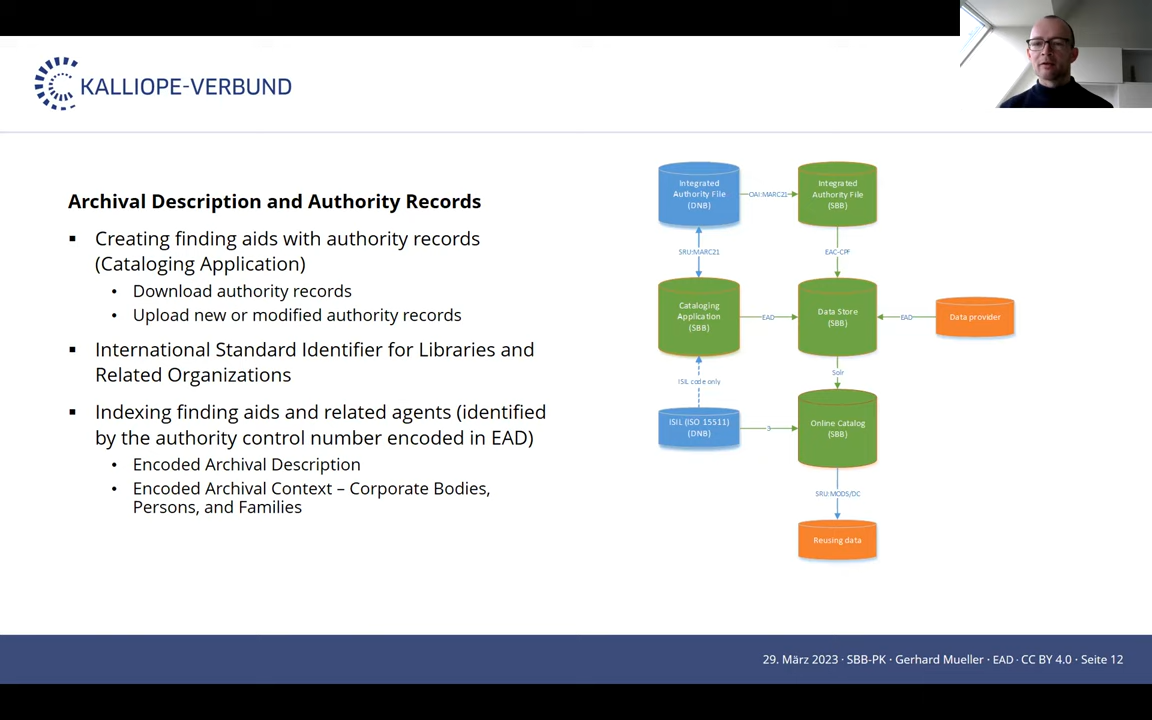 KALLIOPE-VERBUND
Archival Description and Authority Records
Creating finding aids with authority records
(Cataloging Application)
Download authority records
Upload new or modified authority records
International Standard Identifier for Libraries and
Related Organizations
Indexing finding aids and related agents (identified
by the authority control number encoded in EAD)
Encoded Archival Description
Encoded Archival Context – Corporate Bodies,
Persons, and Families
Integrated
Authority File
(DNB)
OAI:MARC21
Integrated
Authority File
(SBB)
SRU:MARC21
EAC-CPF
Cataloging
Application
(SBB)
EAD
Data Store
(SBB)
EAD
Data provider
ISIL code only
Solr
ISIL (ISO 15511)
(DNB)
3
Online Catalog
(SBB)
SRU:MODS/DC
Reusing data
29. März 2023 · SBB-PK · Gerhard Mueller · EAD · CC BY 4.0 · Seite 12